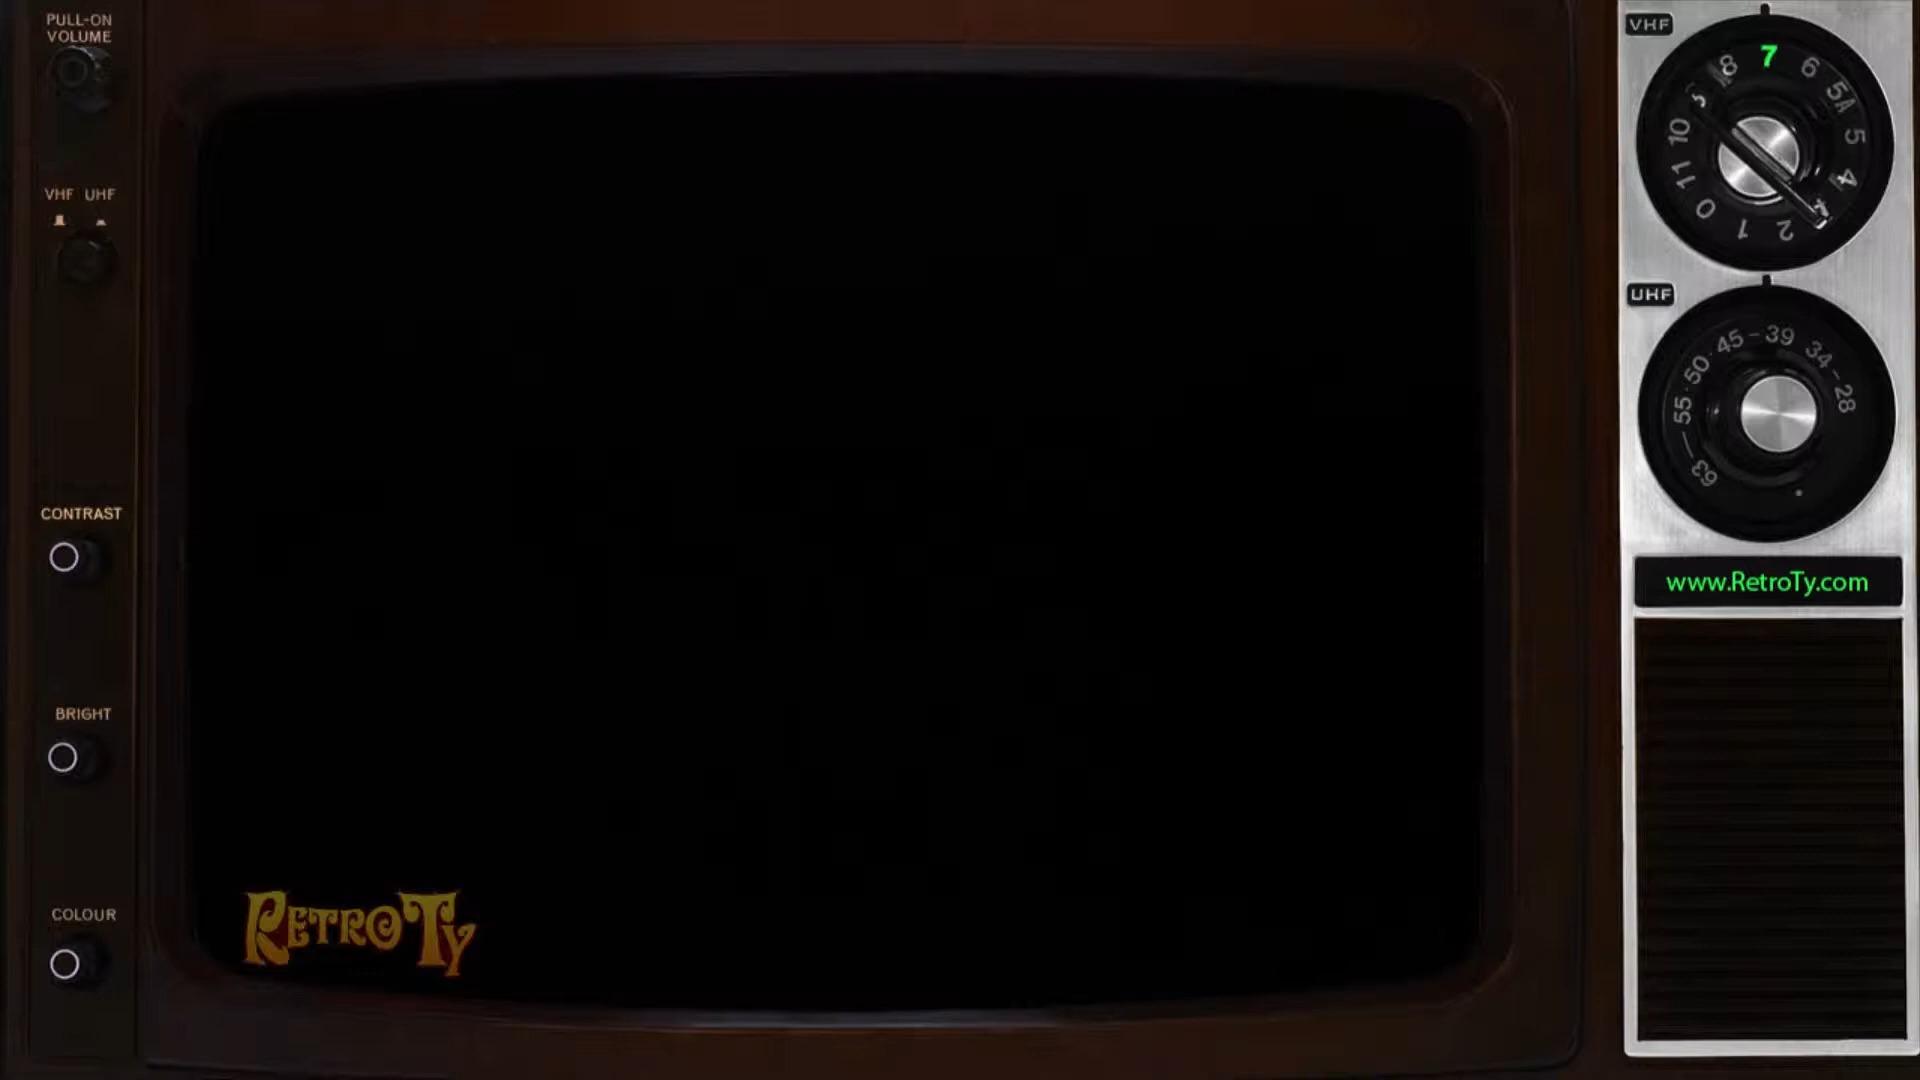 PULL-ON
VOLUME
VHF UHF
CONTRAST
BRIGHT
COLOUR
RETROTY
VHF
7
6
5A
5
4
2
1
0
11
10
8
UHF
63
55
50
45
39
34
28
www.RetroTy.com